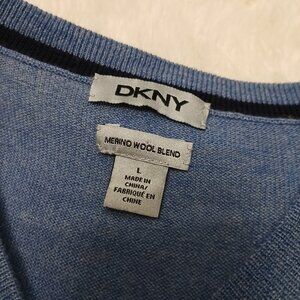 DKNY
MERINO WOOL BLEND
L
MADE IN
CHINA/
FABRIQUÉ EN
CHINE